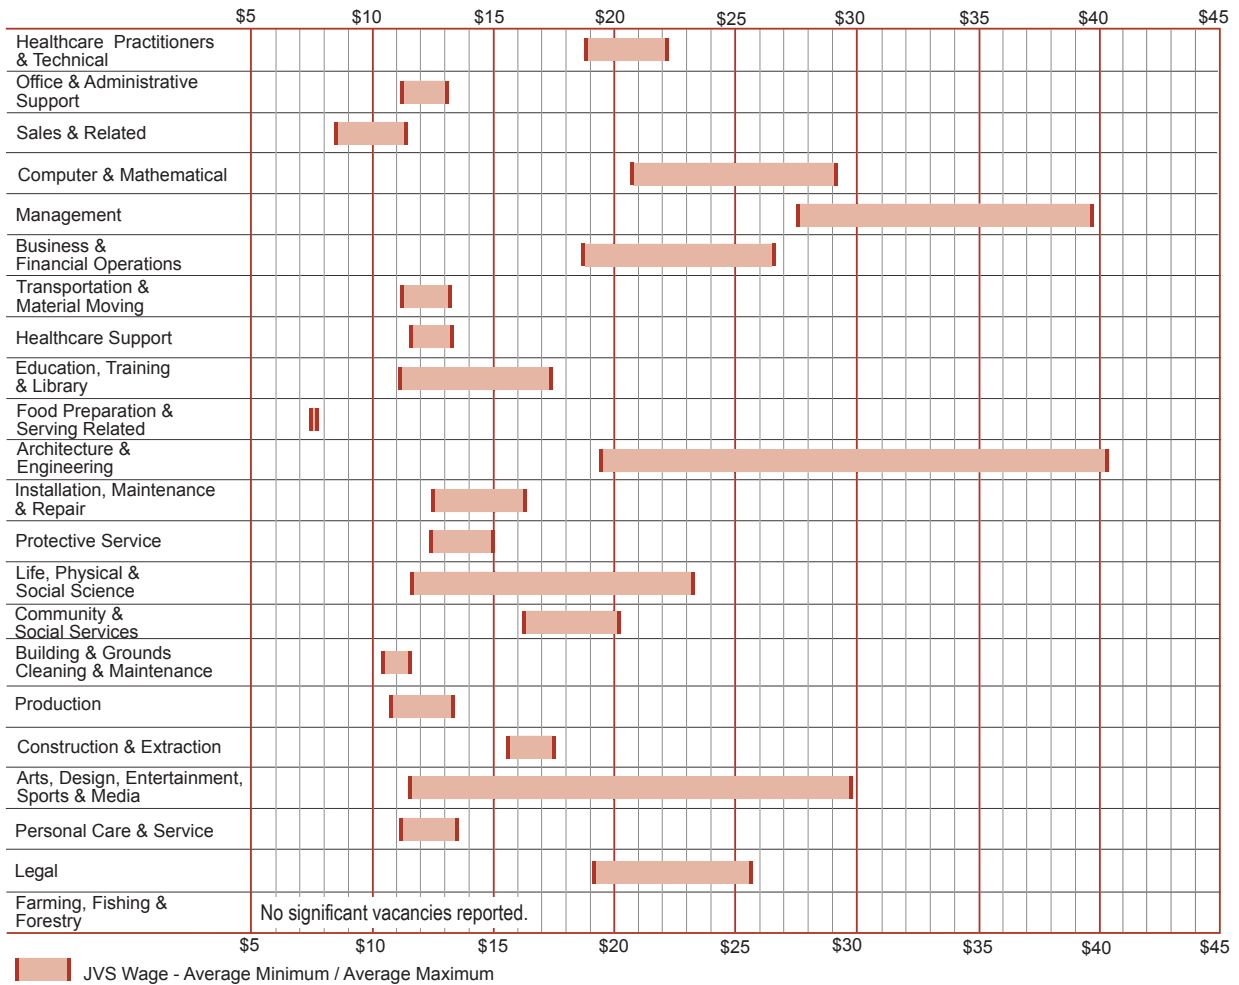 $5 $10 $15 $20 $25 $30 $35 $40 $45
Healthcare Practitioners
& Technical
Office & Administrative
Support
Sales & Related
Computer & Mathematical
Management
Business &
Financial Operations
Transportation &
Material Moving
Healthcare Support
Education, Training
& Library
Food Preparation &
Serving Related
Architecture &
Engineering
Installation, Maintenance
& Repair
Protective Service
Life, Physical &
Social Science
Community &
Social Services
Building & Grounds
Cleaning & Maintenance
Production
Construction & Extraction
Arts, Design, Entertainment,
Sports & Media
Personal Care & Service
Legal
Farming, Fishing &
Forestry
No significant vacancies reported.
$5 $10 $15 $20 $25 $30 $35 $40 $45
JVS Wage - Average Minimum / Average Maximum